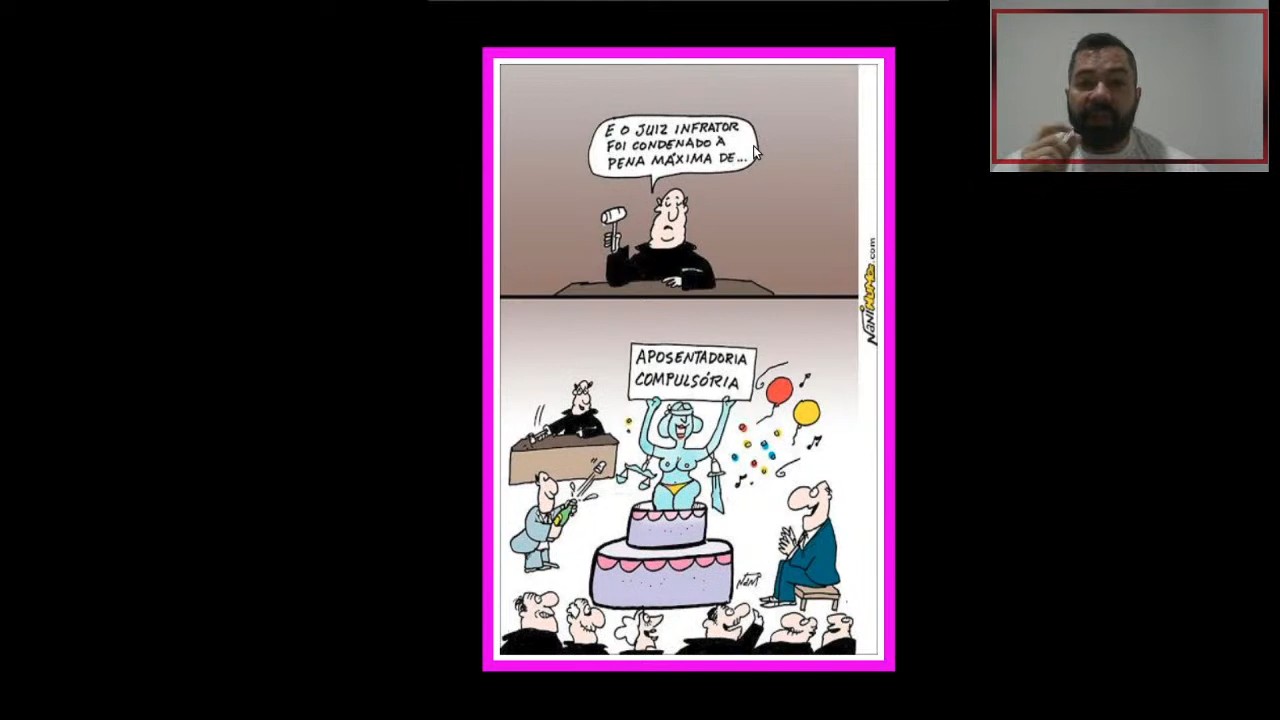 E O JUIZ INFRATOR
FOI CONDENADO À
PENA MÁXIMA DE...
NANiHUMOR.com
APOSENTADORIA
COMPULSÓRIA
NANI